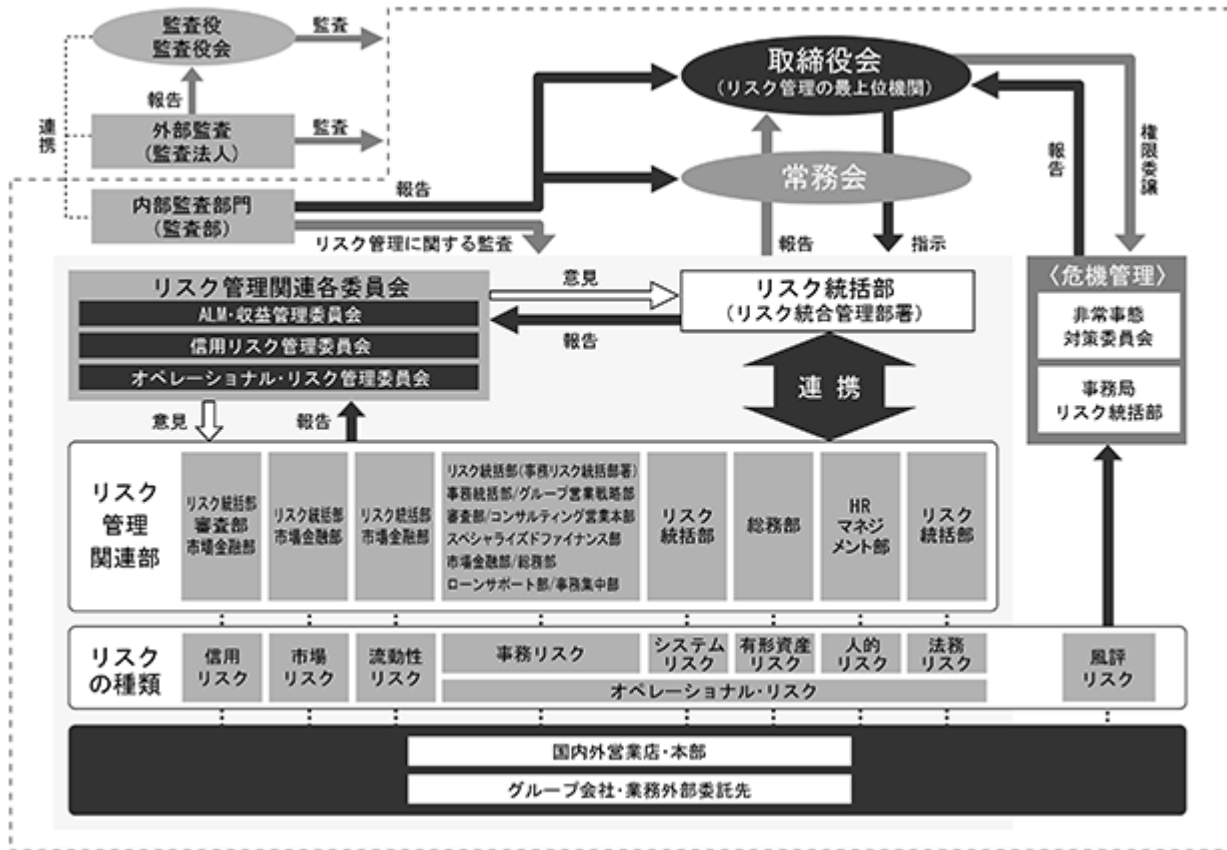 監査役
監査役会
監査
報告
連携
外部監査
(監査法人)
監査
内部監査部門
(監査部)
報告
リスク管理に関する監査
取締役会
(リスク管理の最上位機関)
常務会
報告
指示
報告
権限委譲
リスク管理関連各委員会
ALM・収益管理委員会
信用リスク管理委員会
オペレーショナル・リスク管理委員会
意見
報告
リスク統括部
(リスク統合管理部署)
連携
〈危機管理〉
非常事態
対策委員会
事務局
リスク統括部
意見
報告
リスク
管理
関連部
リスク統括部
審査部
市場金融部
リスク統括部
市場金融部
リスク統括部
市場金融部
リスク統括部(事務リスク統括部署)
事務統括部/グループ営業戦略部
審査部/コンサルティング営業本部
スペシャライズドファイナンス部
市場金融部/総務部
ローンサポート部/事務集中部
リスク
統括部
総務部
HR
マネジ
メント部
リスク
統括部
リスク
の種類
信用
リスク
市場
リスク
流動性
リスク
事務リスク
システム
リスク
有形資産
リスク
人的
リスク
法務
リスク
オペレーショナル・リスク
風評
リスク
国内外営業店・本部
グループ会社・業務外部委託先